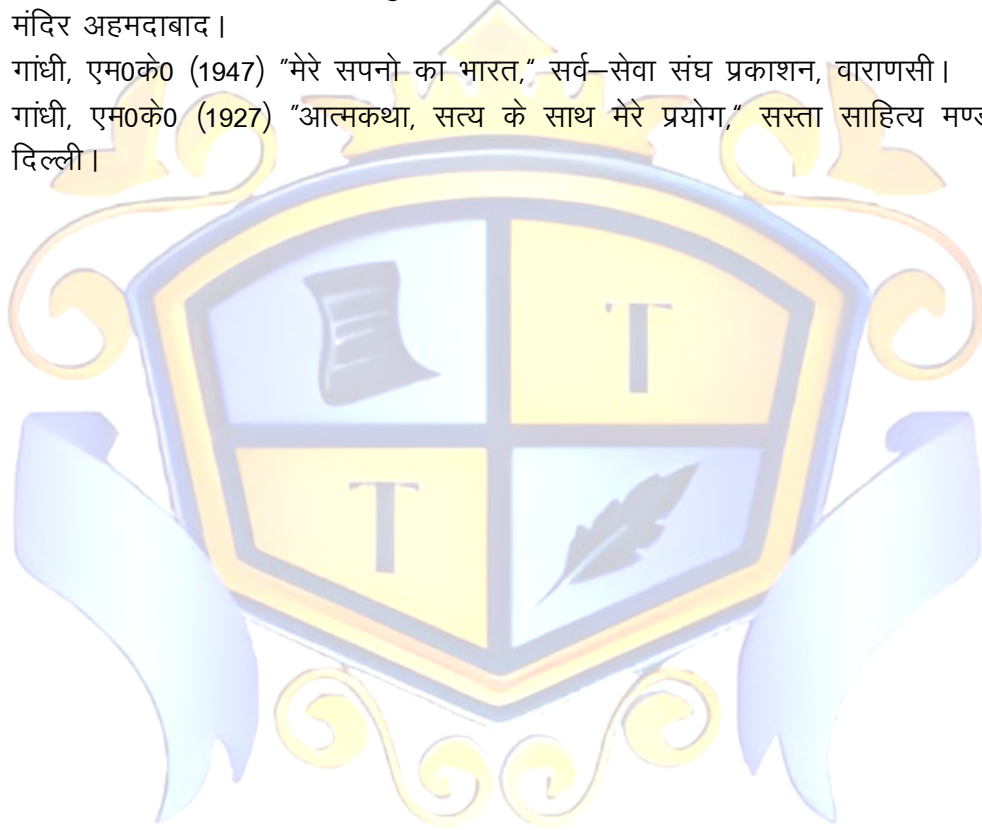 मंदिर अहमदाबाद।
गांधी, एम0के0 (1947) "मेरे सपनो का भारत," सर्व–सेवा संघ प्रकाशन, वाराणसी।
गांधी, एम0के0 (1927) "आत्मकथा, सत्य के साथ मेरे प्रयोग," सस्ता साहित्य
दिल्ली।
T
T